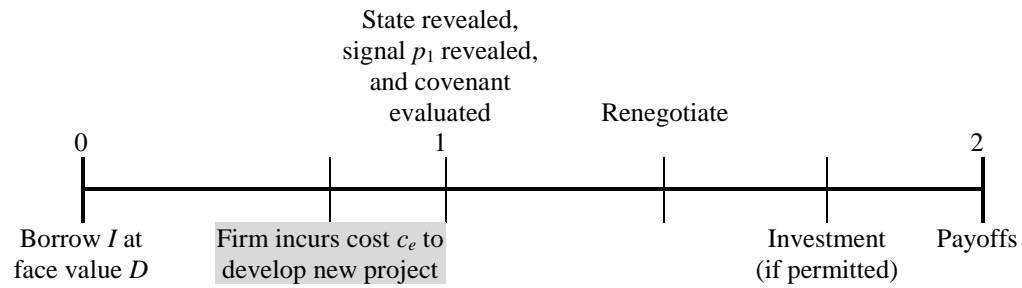 State revealed,
signal p1 revealed,
and covenant
evaluated
Renegotiate
0
1
2
Borrow I at
face value D
Firm incurs cost ce to
develop new project
Investment
(if permitted)
Payoffs